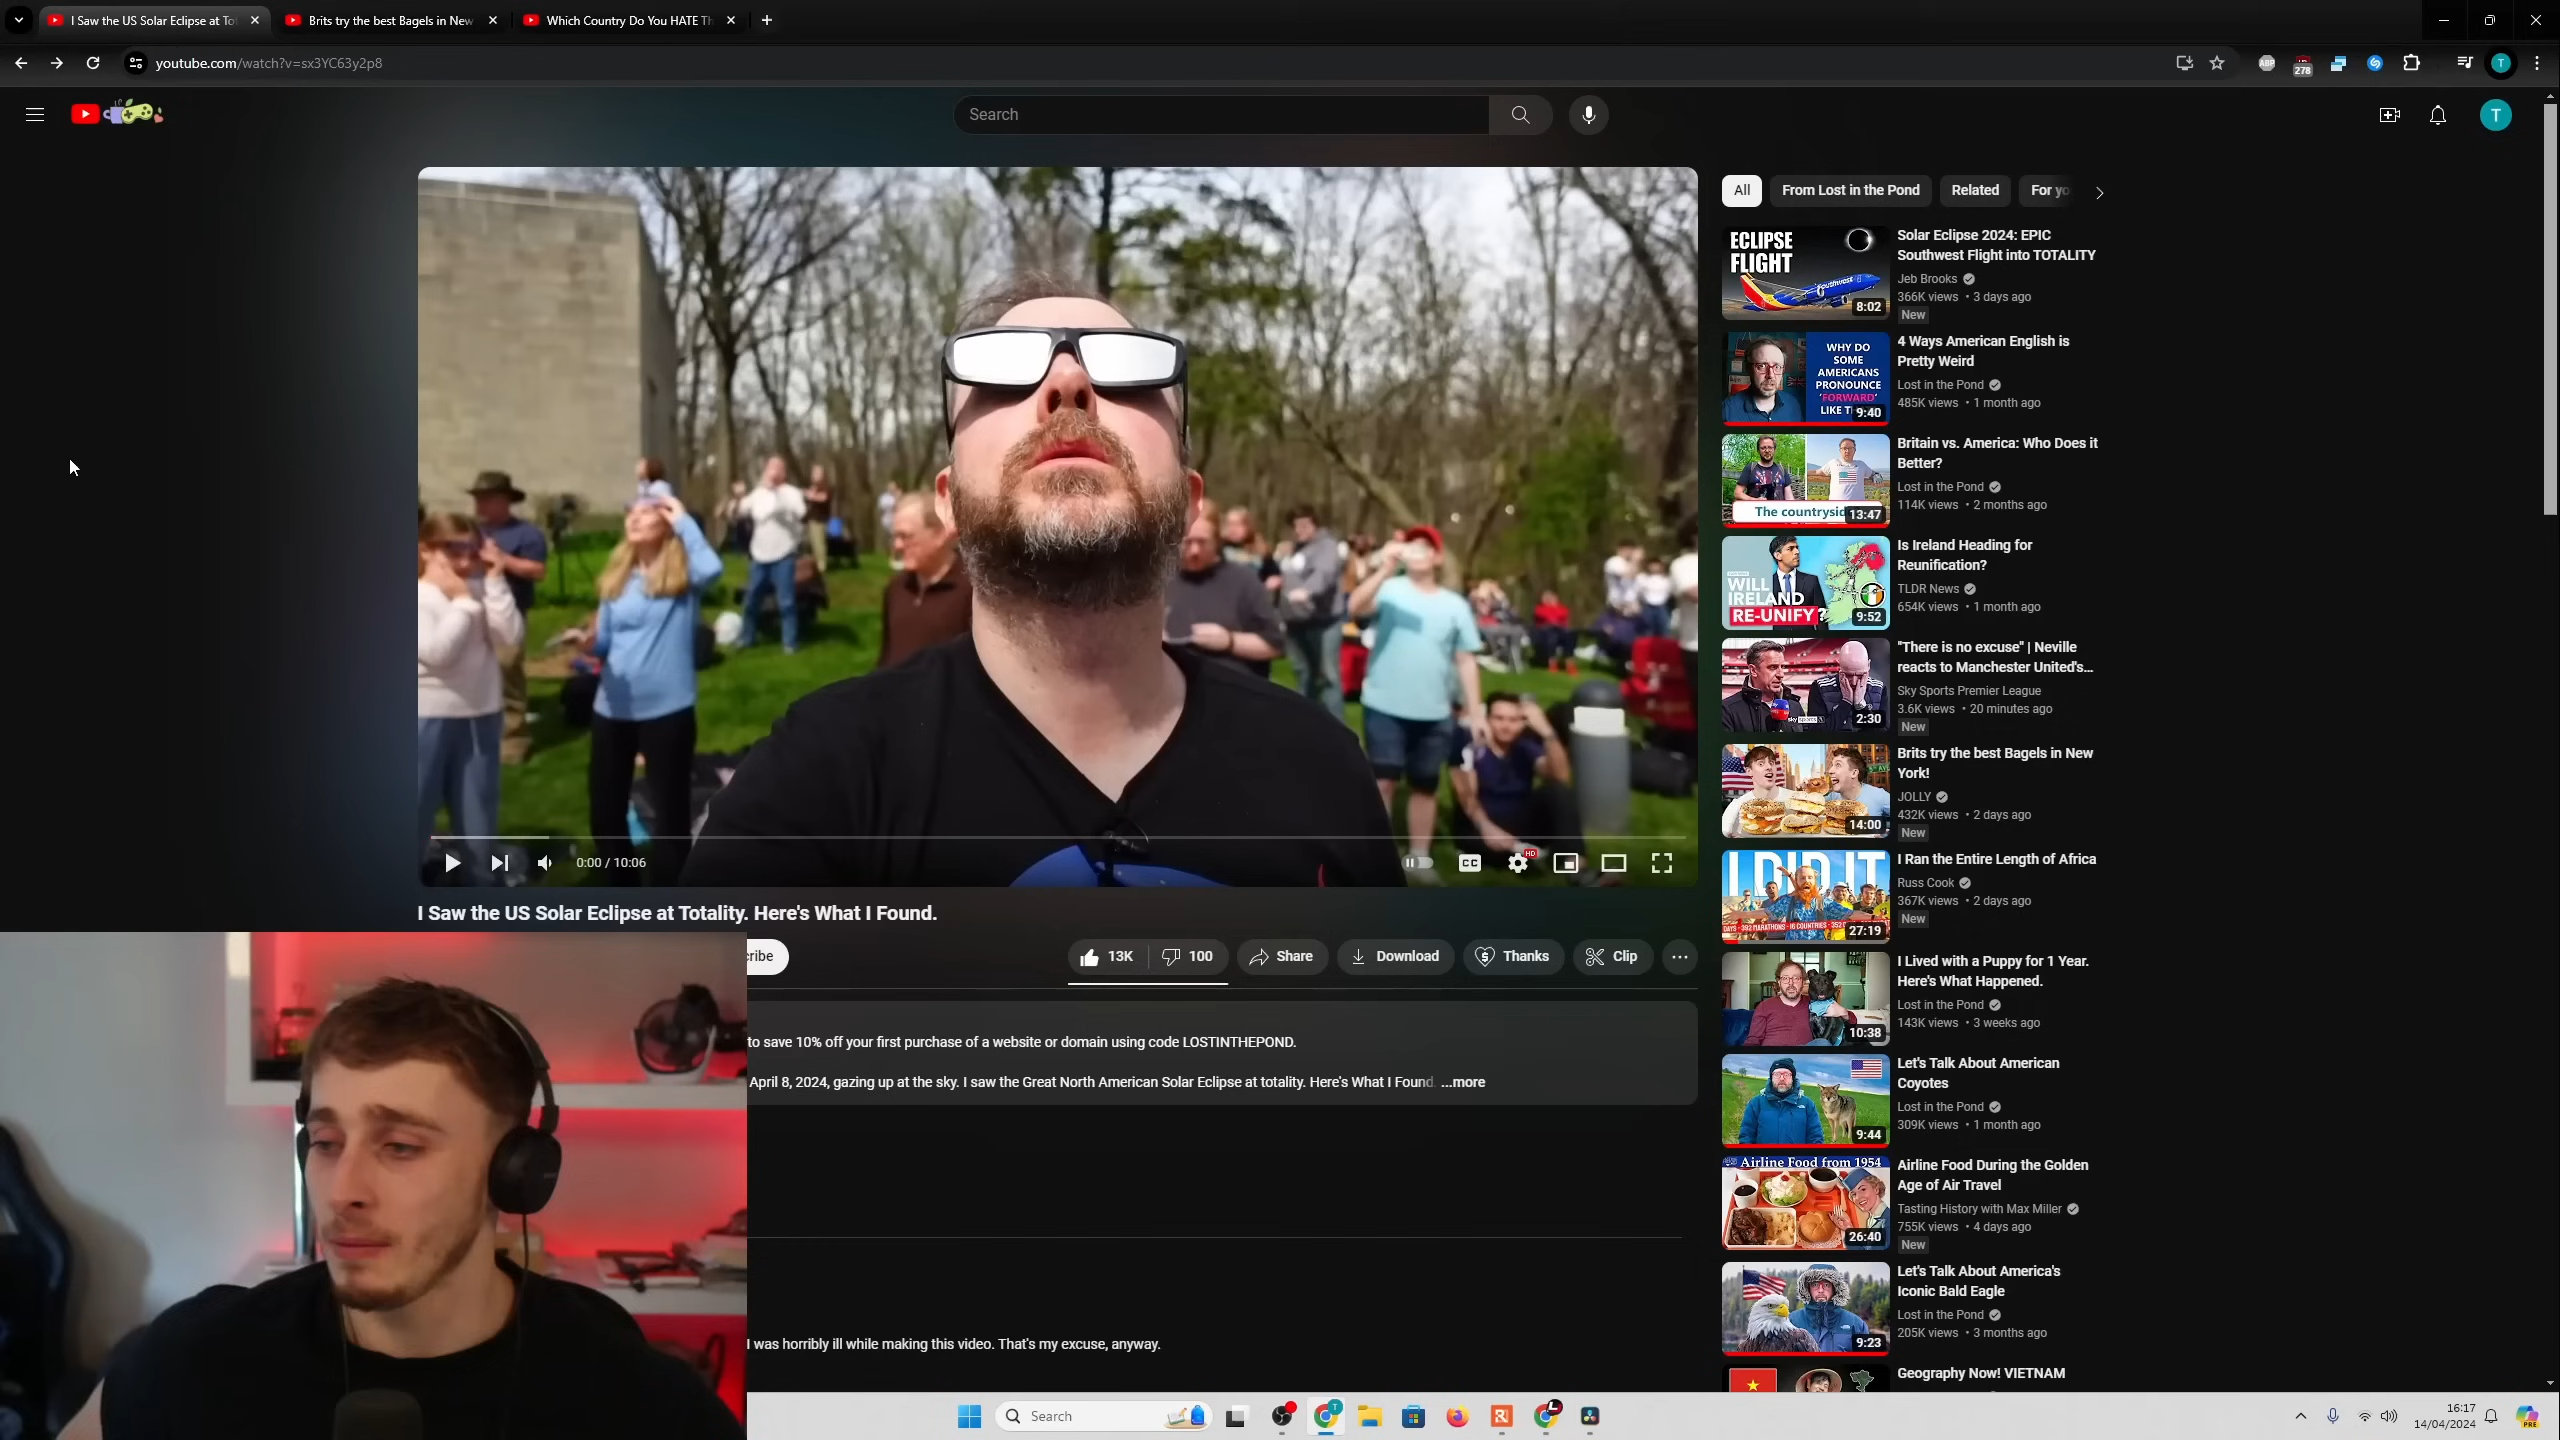 I Saw the US Solar Eclipse at To
Brits try the best Bagels in New
Which Country Do You HATE Th
youtube.com/watch?v=sx3YC63y2p8
ABP
278
T
Search
T
All
From Lost in the Pond
Related
For yo
ECLIPSE
FLIGHT
Southwest
8:02
Solar Eclipse 2024: EPIC
Southwest Flight into TOTALITY
Jeb Brooks
366K views • 3 days ago
New
WHY DO
SOME
AMERICANS
PRONOUNCE
'FORWARD'
LIKE T
9:40
4 Ways American English is
Pretty Weird
Lost in the Pond
485K views • 1 month ago
The countrysid
13:47
Britain vs. America: Who Does it
Better?
Lost in the Pond
114K views • 2 months ago
WILL
IRELAND
RE-UNIFY?
9:52
Is Ireland Heading for
Reunification?
TLDR News
654K views • 1 month ago
sky sports
2:30
"There is no excuse" | Neville
reacts to Manchester United's...
Sky Sports Premier League
3.6K views • 20 minutes ago
New
14:00
Brits try the best Bagels in New
York!
JOLLY
432K views • 2 days ago
New
I DID IT
27:19
I Ran the Entire Length of Africa
Russ Cook
367K views • 2 days ago
New
10:38
I Lived with a Puppy for 1 Year.
Here's What Happened.
Lost in the Pond
143K views • 3 weeks ago
9:44
Let's Talk About American
Coyotes
Lost in the Pond
309K views • 1 month ago
Airline Food from 1954
26:40
Airline Food During the Golden
Age of Air Travel
Tasting History with Max Miller
755K views • 4 days ago
New
9:23
Let's Talk About America's
Iconic Bald Eagle
Lost in the Pond
205K views • 3 months ago
Geography Now! VIETNAM
0:00 / 10:06
CC
HD
I Saw the US Solar Eclipse at Totality. Here's What I Found.
cribe
13K
100
Share
Download
Thanks
Clip
to save 10% off your first purchase of a website or domain using code LOSTINTHEPOND.
April 8, 2024, gazing up at the sky. I saw the Great North American Solar Eclipse at totality. Here's What I Found. ...more
I was horribly ill while making this video. That's my excuse, anyway.
Search
16:17
14/04/2024
PRE